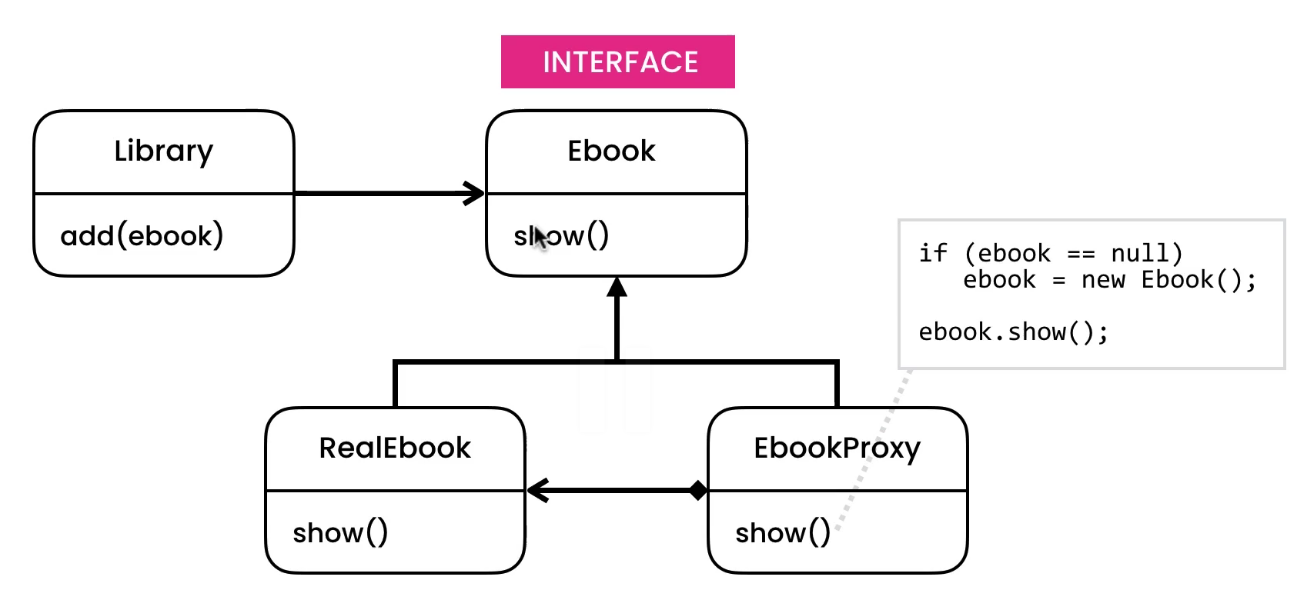 INTERFACE
Library
add(ebook)
Ebook
show()
if (ebook == null)
   ebook = new Ebook();
ebook.show();
RealEbook
show()
EbookProxy
show()